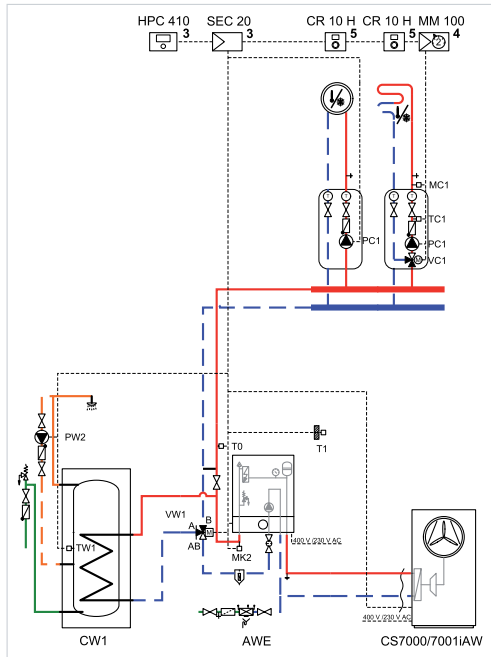 HPC 410 SEC 20 CR 10 H CR 10 H MM 100
3 3 5 5 2 4
T T T T
MC1
TC1
PC1 PC1
M VC1
PW2
T0 T1
VW1 B
A M
AB
TW1
MK2
400 V /230 V AC
400 V /230 V AC
CW1 AWE CS7000/7001iAW